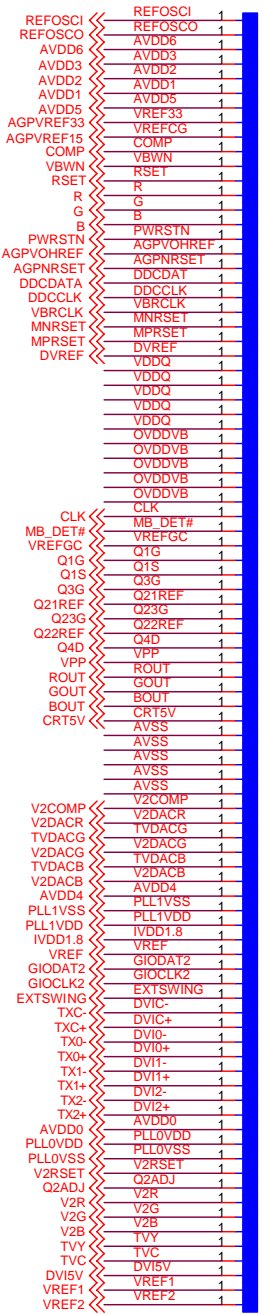 REFOSCI REFOSCI 1
REFOSCO REFOSCO 1
AVDD6 AVDD6 1
AVDD3 AVDD3 1
AVDD2 AVDD2 1
AVDD1 AVDD1 1
AVDD5 AVDD5 1
AGPVREF33 VREF33 1
AGPVREF15 VREFCG 1
COMP COMP 1
VBWN VBWN 1
RSET RSET 1
R R 1
G G 1
B B 1
PWRSTN PWRSTN 1
AGPVOHREF AGPVOHREF 1
AGPNRSET AGPNRSET 1
DDCDATA DDCDAT 1
DDCCLK DDCCLK 1
VBRCLK VBRCLK 1
MNRSET MNRSET 1
MPRSET MPRSET 1
DVREF DVREF 1
VDDQ 1
VDDQ 1
VDDQ 1
VDDQ 1
VDDQ 1
OVDDVB 1
OVDDVB 1
OVDDVB 1
OVDDVB 1
OVDDVB 1
CLK CLK 1
MB_DET# MB_DET# 1
VREFGC VREFGC 1
Q1G Q1G 1
Q1S Q1S 1
Q3G Q3G 1
Q21REF Q21REF 1
Q23G Q23G 1
Q22REF Q22REF 1
Q4D Q4D 1
VPP VPP 1
ROUT ROUT 1
GOUT GOUT 1
BOUT BOUT 1
CRT5V CRT5V 1
AVSS 1
AVSS 1
AVSS 1
AVSS 1
AVSS 1
V2COMP V2COMP 1
V2DACR V2DACR 1
TVDACG TVDACG 1
V2DACG V2DACG 1
TVDACB TVDACB 1
V2DACB V2DACB 1
AVDD4 AVDD4 1
PLL1VSS PLL1VSS 1
PLL1VDD PLL1VDD 1
IVDD1.8 IVDD1.8 1
VREF VREF 1
GIODAT2 GIODAT2 1
GIOCLK2 GIOCLK2 1
EXTSWING EXTSWING 1
TXC- DVIC- 1
TXC+ DVIC+ 1
TX0- DVI0- 1
TX0+ DVI0+ 1
TX1- DVI1- 1
TX1+ DVI1+ 1
TX2- DVI2- 1
TX2+ DVI2+ 1
AVDD0 AVDD0 1
PLL0VDD PLL0VDD 1
PLL0VSS PLL0VSS 1
V2RSET V2RSET 1
Q2ADJ Q2ADJ 1
V2R V2R 1
V2G V2G 1
V2B V2B 1
TVY TVY 1
TVC TVC 1
DVI5V DVI5V 1
VREF1 VREF1 1
VREF2 VREF2 1